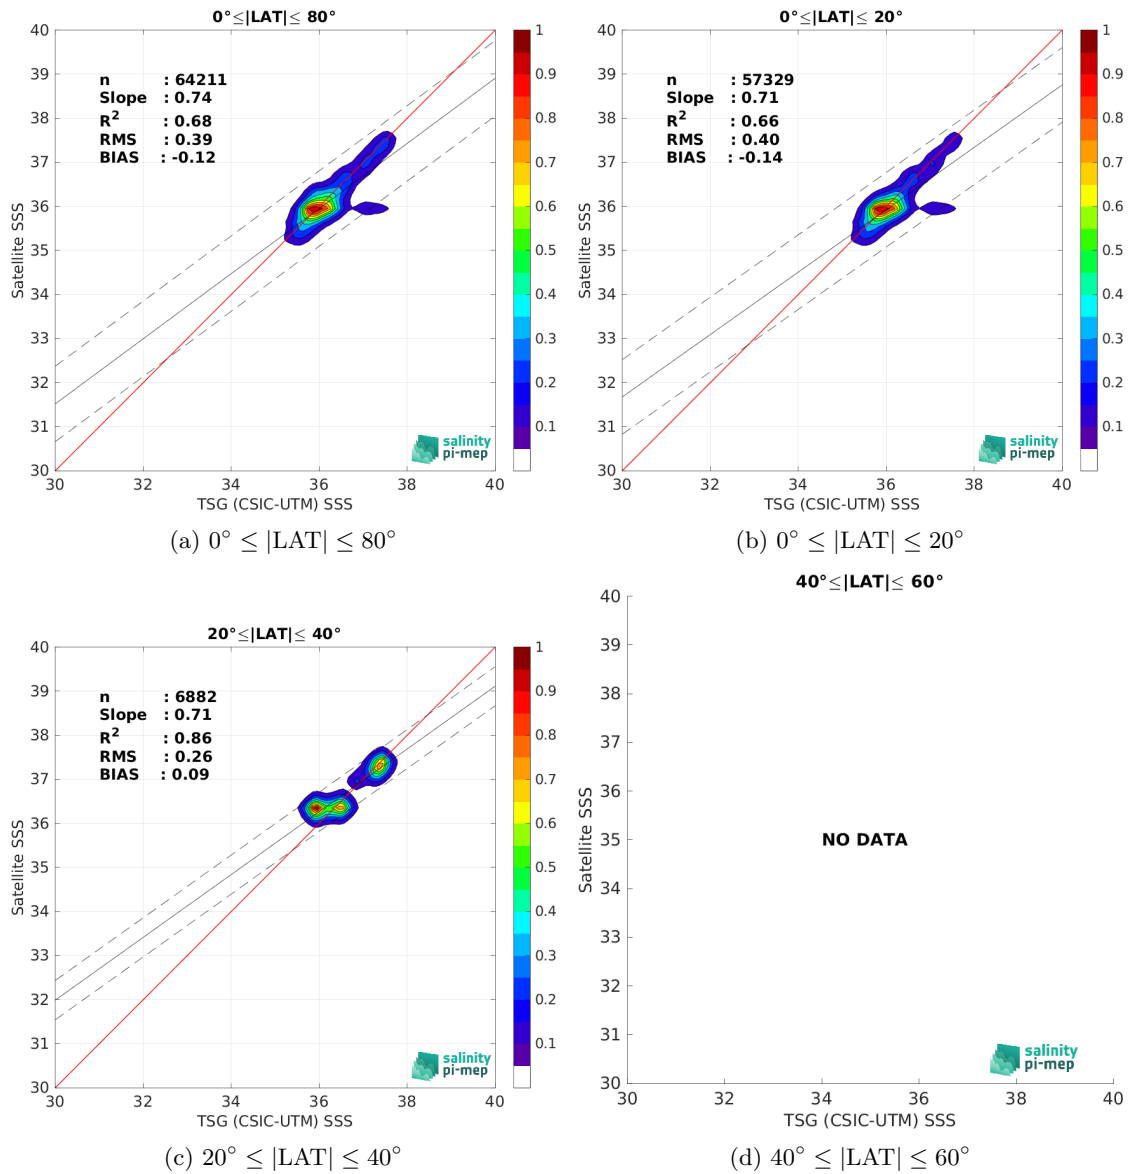 0°≤|LAT|≤ 80°
40
39
38
37
36
35
34
33
32
31
30
Satellite SSS
n : 64211
Slope : 0.74
R² : 0.68
RMS : 0.39
BIAS : -0.12
1
0.9
0.8
0.7
0.6
0.5
0.4
0.3
0.2
0.1
salinity
pi-mep
30 32 34 36 38 40
TSG (CSIC-UTM) SSS
(a) 0° ≤ |LAT| ≤ 80°
0°≤|LAT|≤ 20°
40
39
38
37
36
35
34
33
32
31
30
Satellite SSS
n : 57329
Slope : 0.71
R² : 0.66
RMS : 0.40
BIAS : -0.14
1
0.9
0.8
0.7
0.6
0.5
0.4
0.3
0.2
0.1
salinity
pi-mep
30 32 34 36 38 40
TSG (CSIC-UTM) SSS
(b) 0° ≤ |LAT| ≤ 20°
20°≤|LAT|≤ 40°
40
39
38
37
36
35
34
33
32
31
30
Satellite SSS
n : 6882
Slope : 0.71
R² : 0.86
RMS : 0.26
BIAS : 0.09
1
0.9
0.8
0.7
0.6
0.5
0.4
0.3
0.2
0.1
salinity
pi-mep
30 32 34 36 38 40
TSG (CSIC-UTM) SSS
(c) 20° ≤ |LAT| ≤ 40°
40°≤|LAT|≤ 60°
40
39
38
37
36
35
34
33
32
31
30
Satellite SSS
NO DATA
salinity
pi-mep
30 32 34 36 38 40
TSG (CSIC-UTM) SSS
(d) 40° ≤ |LAT| ≤ 60°